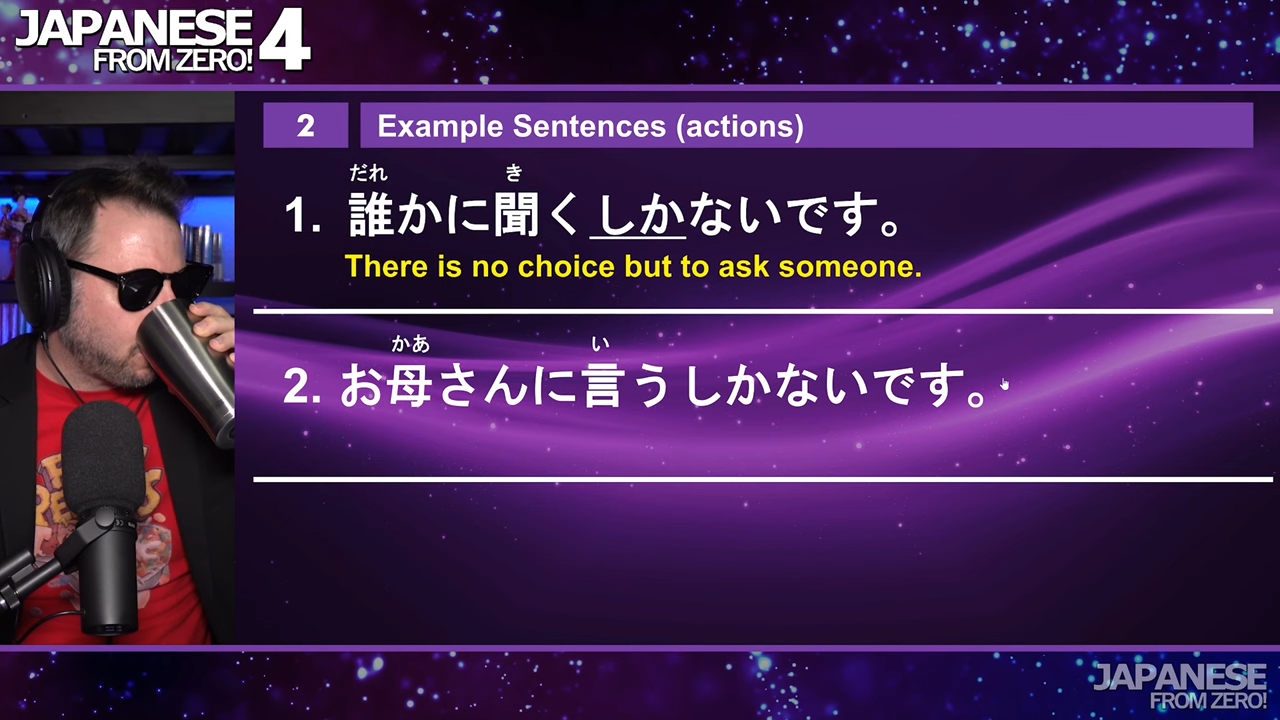 JAPANESE
FROM ZERO! 4
2
Example Sentences (actions)
だれ き
1. 誰かに聞くしかないです。
There is no choice but to ask someone.
かあ い
2. お母さんに言うしかないです。
JAPANESE
FROM ZERO!